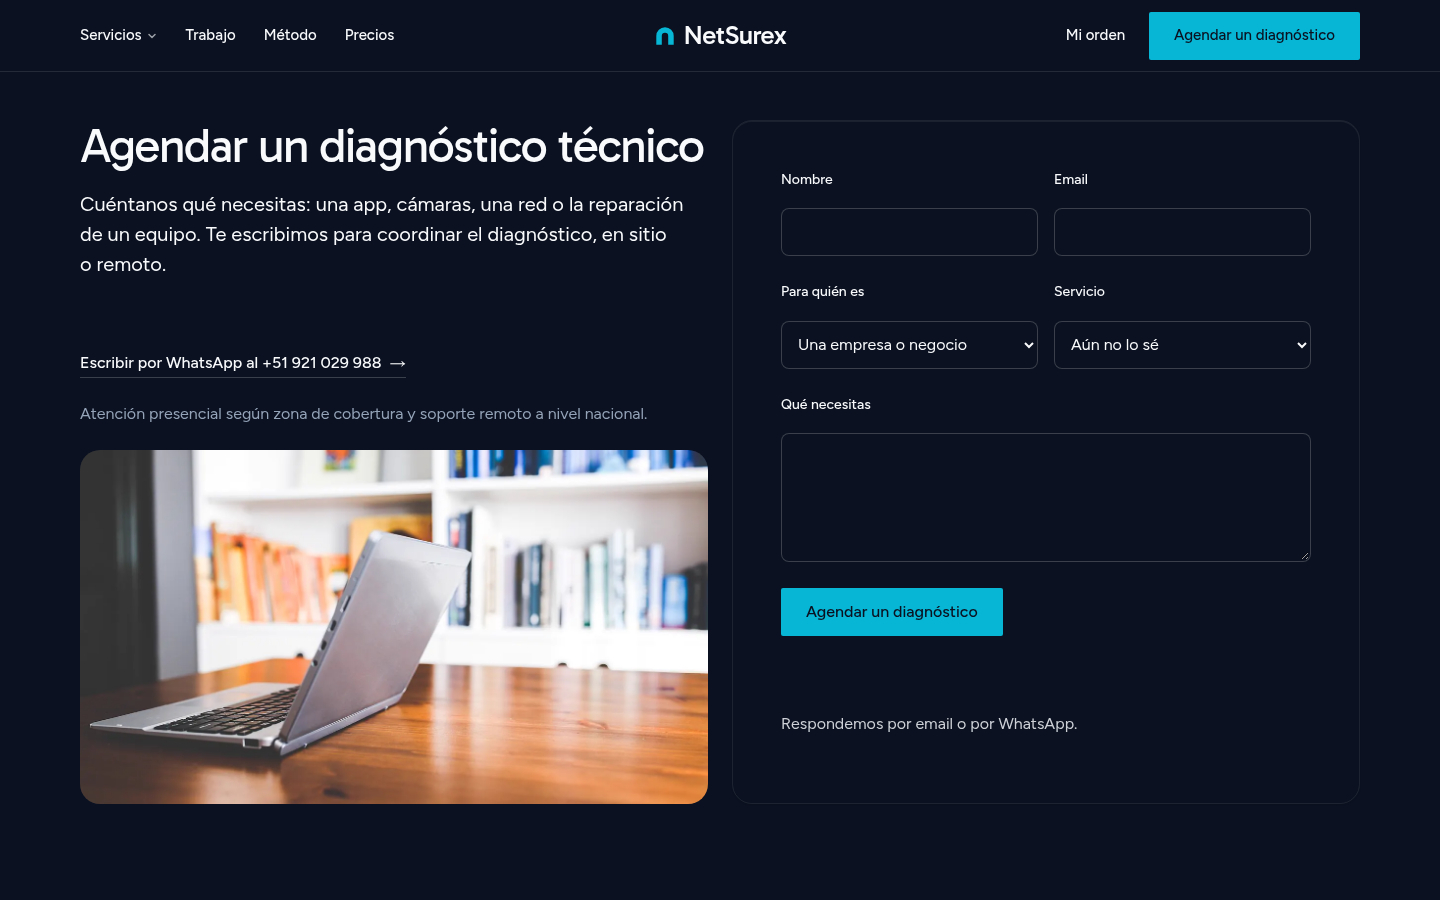 Servicios
Trabajo
Método
Precios
NetSurex
Mi orden
Agendar un diagnóstico
Agendar un diagnóstico técnico
Cuéntanos qué necesitas: una app, cámaras, una red o la reparación
de un equipo. Te escribimos para coordinar el diagnóstico, en sitio
o remoto.
Escribir por WhatsApp al +51 921 029 988 →
Atención presencial según zona de cobertura y soporte remoto a nivel nacional.
Nombre
Email
Para quién es
Servicio
Una empresa o negocio
Aún no lo sé
Qué necesitas
Agendar un diagnóstico
Respondemos por email o por WhatsApp.